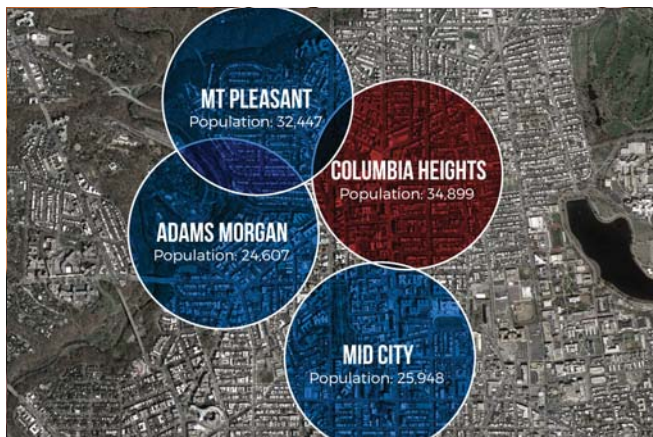 MT PLEASANT
Population: 32,447
COLUMBIA HEIGHTS
Population: 34,899
ADAMS MORGAN
Population: 24,607
MID CITY
Population: 25,948